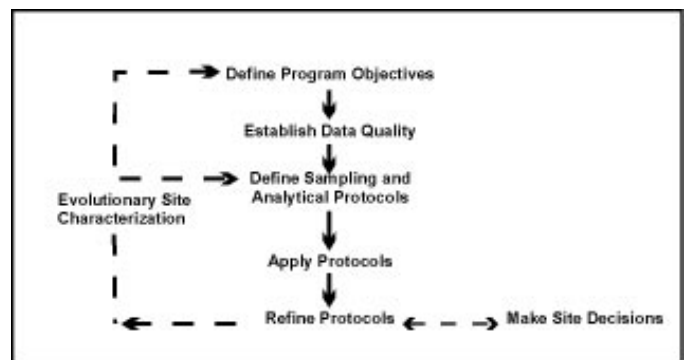 Define Program Objectives
Establish Data Quality
Define Sampling and
Analytical Protocols
Evolutionary Site
Characterization
Apply Protocols
Refine Protocols
Make Site Decisions